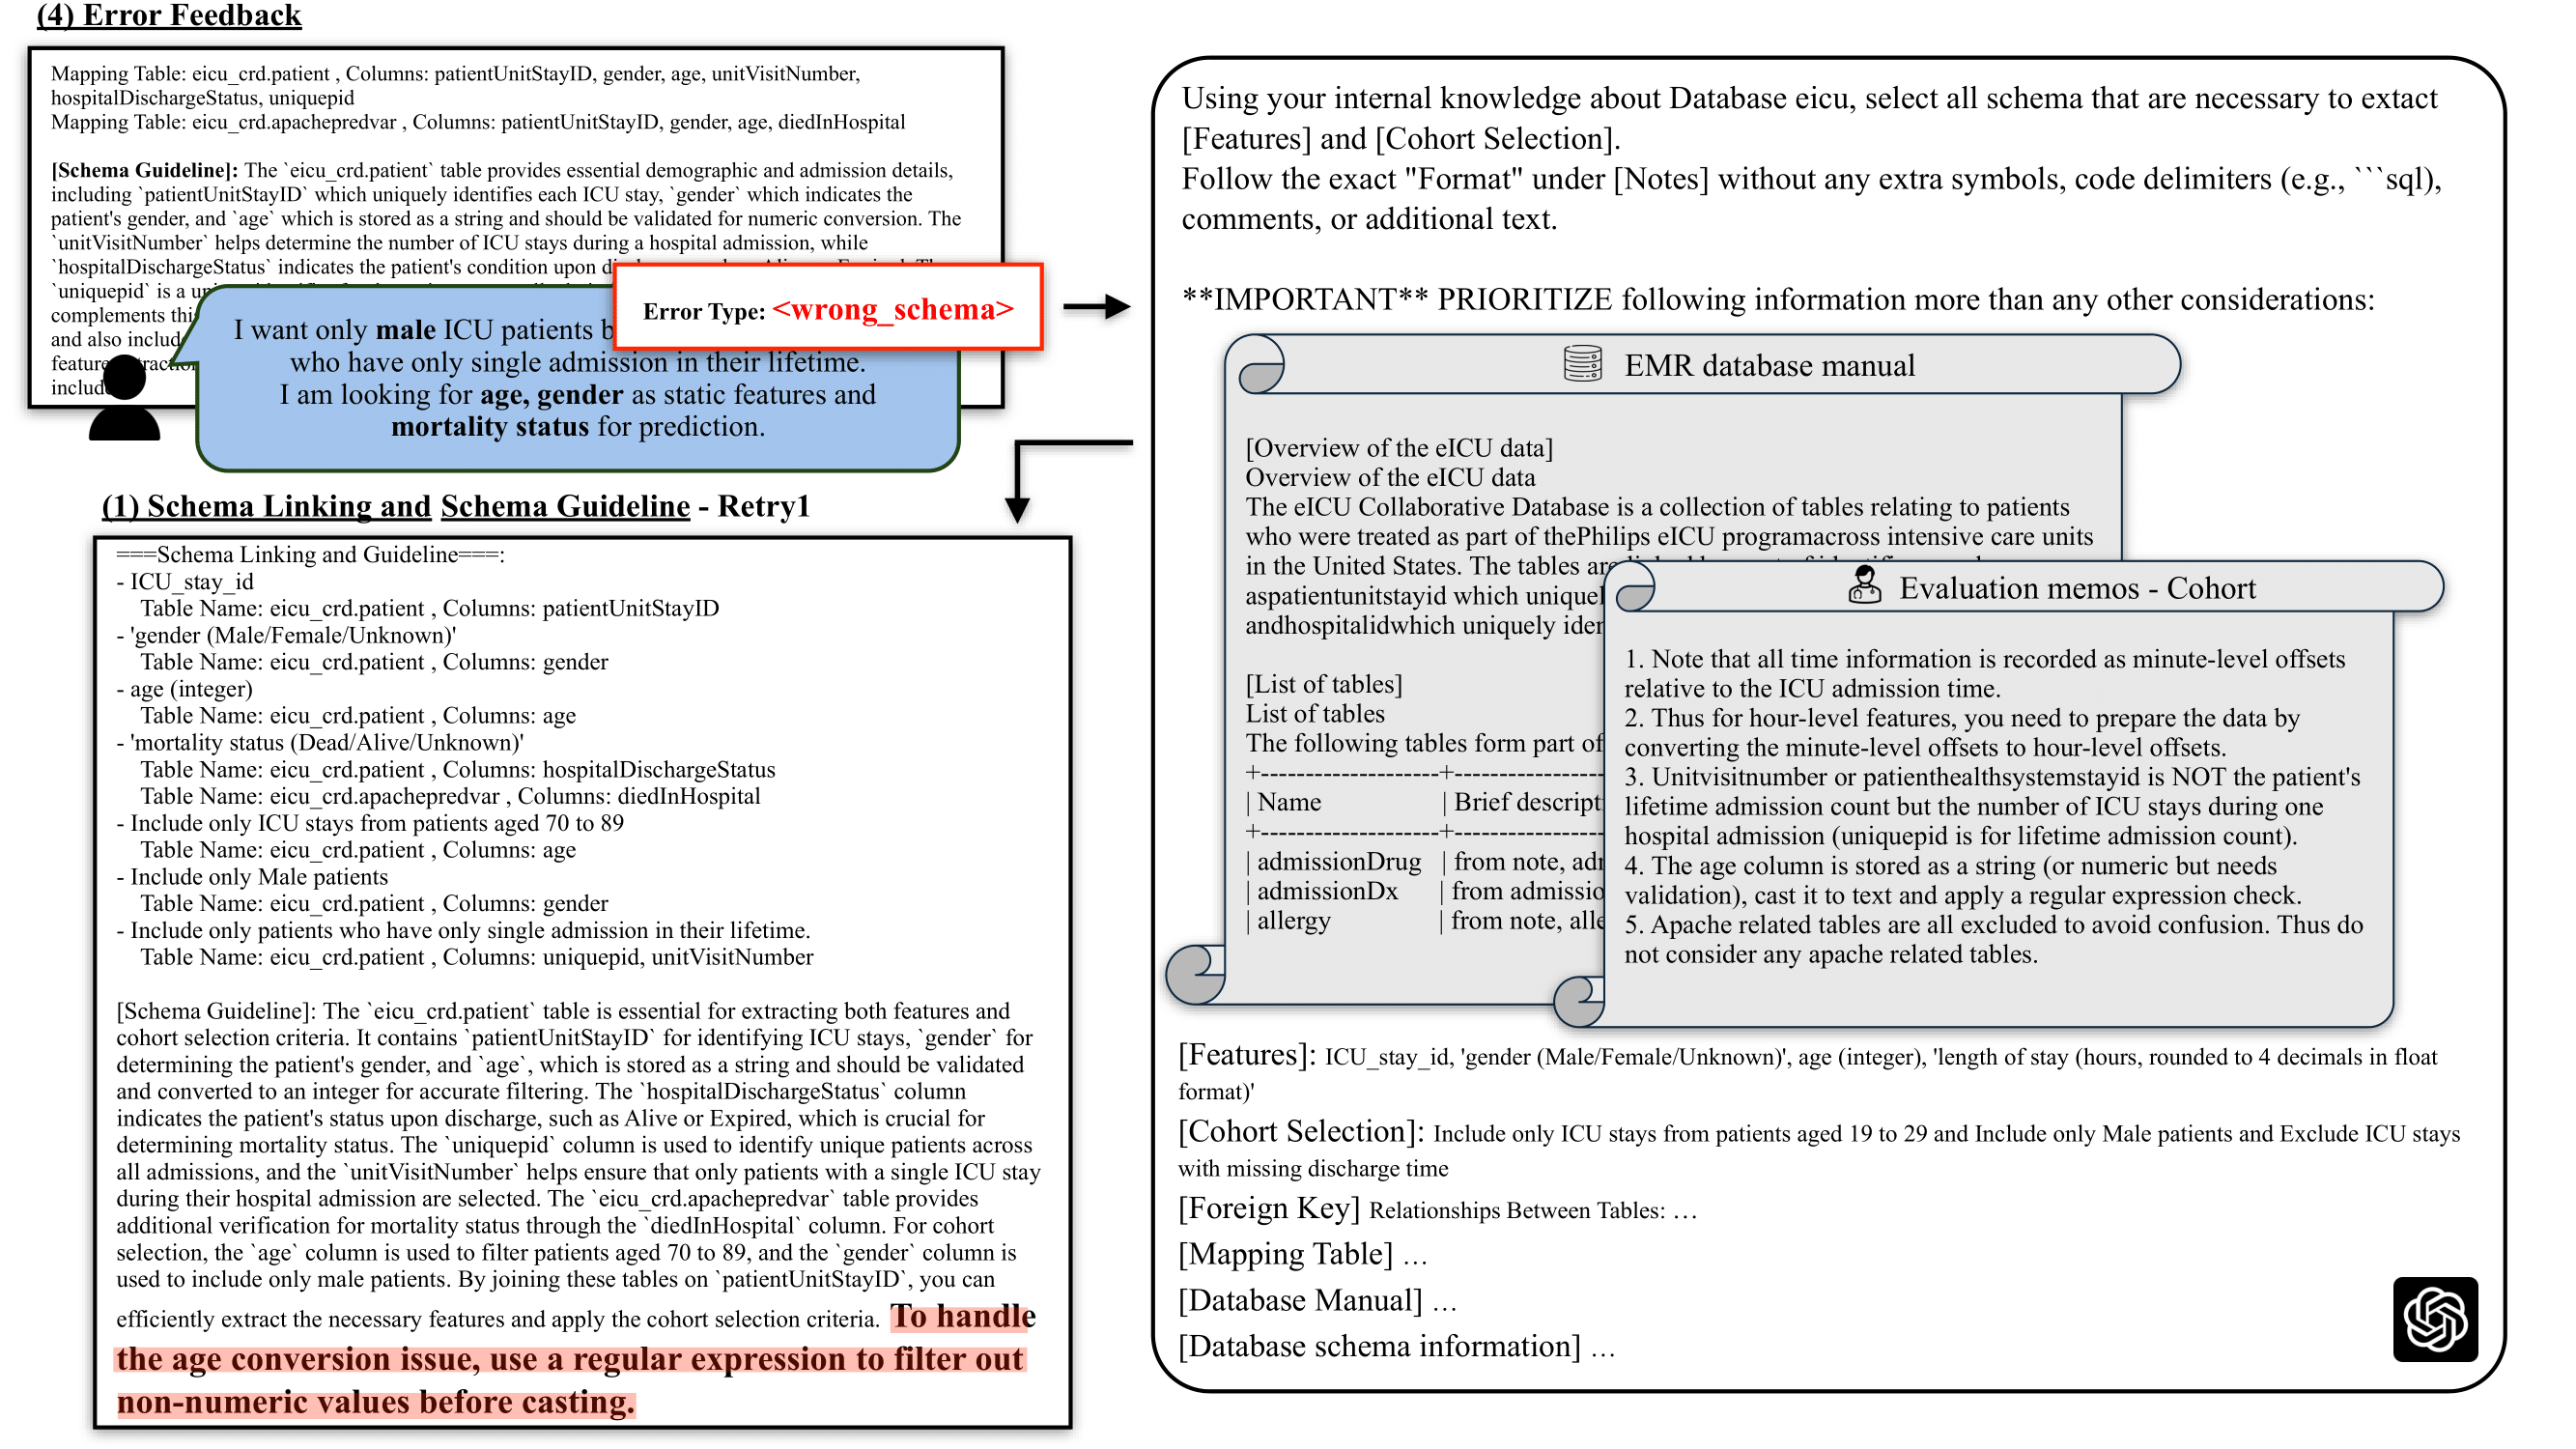 (4) Error Feedback
Mapping Table: eicu_crd.patient , Columns: patientUnitStayID, gender, age, unitVisitNumber,
hospitalDischargeStatus, uniquepid
Mapping Table: eicu_crd.apachepredvar , Columns: patientUnitStayID, gender, age, diedInHospital
[Schema Guideline]: The `eicu_crd.patient` table provides essential demographic and admission details,
including `patientUnitStayID` which uniquely identifies each ICU stay, `gender` which indicates the
patient's gender, and `age` which is stored as a string and should be validated for numeric conversion. The
`unitVisitNumber` helps determine the number of ICU stays during a hospital admission, while
`hospitalDischargeStatus` indicates the patient's condition upon
`uniquepid` is a
complements
and also
Error Type: <wrong_schema>
I want only male ICU patients
who have only single admission in their lifetime.
I am looking for age, gender as static features and
mortality status for prediction.
(1) Schema Linking and Schema Guideline - Retry1
===Schema Linking and Guideline===:
- ICU_stay_id
Table Name: eicu_crd.patient , Columns: patientUnitStayID
- 'gender (Male/Female/Unknown)'
Table Name: eicu_crd.patient , Columns: gender
- age (integer)
Table Name: eicu_crd.patient , Columns: age
- 'mortality status (Dead/Alive/Unknown)'
Table Name: eicu_crd.patient , Columns: hospitalDischargeStatus
Table Name: eicu_crd.apachepredvar , Columns: diedInHospital
- Include only ICU stays from patients aged 70 to 89
Table Name: eicu_crd.patient , Columns: age
- Include only Male patients
Table Name: eicu_crd.patient , Columns: gender
- Include only patients who have only single admission in their lifetime.
Table Name: eicu_crd.patient , Columns: uniquepid, unitVisitNumber
[Schema Guideline]: The `eicu_crd.patient` table is essential for extracting both features and
cohort selection criteria. It contains `patientUnitStayID` for identifying ICU stays, `gender` for
determining the patient's gender, and `age`, which is stored as a string and should be validated
and converted to an integer for accurate filtering. The `hospitalDischargeStatus` column
indicates the patient's status upon discharge, such as Alive or Expired, which is crucial for
determining mortality status. The `uniquepid` column is used to identify unique patients across
all admissions, and the `unitVisitNumber` helps ensure that only patients with a single ICU stay
during their hospital admission are selected. The `eicu_crd.apachepredvar` table provides
additional verification for mortality status through the `diedInHospital` column. For cohort
selection, the `age` column is used to filter patients aged 70 to 89, and the `gender` column is
used to include only male patients. By joining these tables on `patientUnitStayID`, you can
efficiently extract the necessary features and apply the cohort selection criteria. To handle
the age conversion issue, use a regular expression to filter out
non-numeric values before casting.
Using your internal knowledge about Database eicu, select all schema that are necessary to extact
[Features] and [Cohort Selection].
Follow the exact "Format" under [Notes] without any extra symbols, code delimiters (e.g., ```sql),
comments, or additional text.
**IMPORTANT** PRIORITIZE following information more than any other considerations:
EMR database manual
[Overview of the eICU data]
Overview of the eICU data
The eICU Collaborative Database is a collection of tables relating to patients
who were treated as part of thePhilips eICU programacross intensive care units
in the United States. The tables are
aspatientunitstayid which
andhospitalidwhich uniquely
[List of tables]
List of tables
The following tables form part of
+---------------------+-----------------
| Name | Brief
+---------------------+-----------------
| admissionDrug | from note,
| admissionDx | from
| allergy | from note,
Evaluation memos - Cohort
1. Note that all time information is recorded as minute-level offsets
relative to the ICU admission time.
2. Thus for hour-level features, you need to prepare the data by
converting the minute-level offsets to hour-level offsets.
3. Unitvisitnumber or patienthealthsystemstayid is NOT the patient's
lifetime admission count but the number of ICU stays during one
hospital admission (uniquepid is for lifetime admission count).
4. The age column is stored as a string (or numeric but needs
validation), cast it to text and apply a regular expression check.
5. Apache related tables are all excluded to avoid confusion. Thus do
not consider any apache related tables.
[Features]: ICU_stay_id, 'gender (Male/Female/Unknown)', age (integer), 'length of stay (hours, rounded to 4 decimals in float
format)'
[Cohort Selection]: Include only ICU stays from patients aged 19 to 29 and Include only Male patients and Exclude ICU stays
with missing discharge time
[Foreign Key] Relationships Between Tables: …
[Mapping Table] …
[Database Manual] …
[Database schema information] …